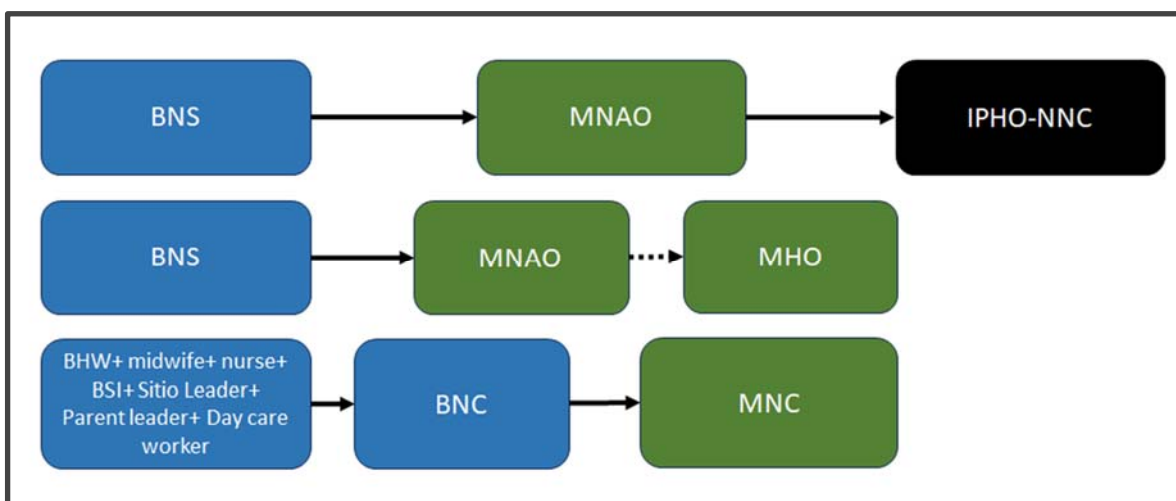 BNS
MNAO
IPHO-NNC
BNS
MNAO
MHO
BHW+ midwife+ nurse+
BSI+ Sitio Leader+
Parent leader+ Day care
worker
BNC
MNC